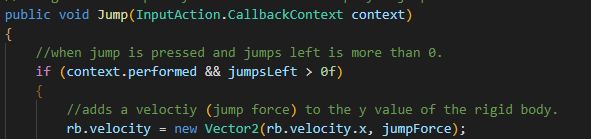 public void Jump(InputAction.CallbackContext context)
{
//when jump is pressed and jumps left is more than 0.
if (context.performed && jumpsLeft > 0f)
{
//adds a veloctiy (jump force) to the y value of the rigid body.
rb.velocity = new Vector2(rb.velocity.x, jumpForce);